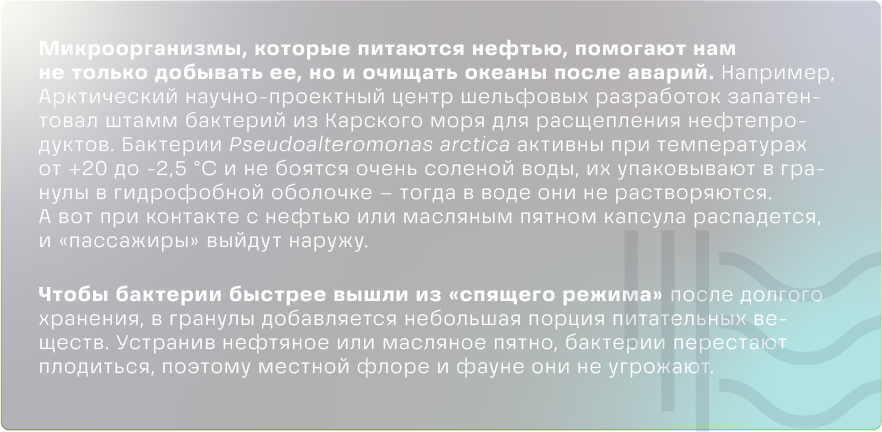 Микроорганизмы, которые питаются нефтью, помогают нам
не только добывать ее, но и очищать океаны после аварий. Например,
Арктический научно-проектный центр шельфовых разработок запатен-
товал штамм бактерий из Карского моря для расщепления нефтепро-
дуктов. Бактерии Pseudoalteromonas arctica активны при температурах
от +20 до -2,5 °С и не боятся очень соленой воды, их упаковывают в гра-
нулы в гидрофобной оболочке – тогда в воде они не растворяются.
А вот при контакте с нефтью или масляным пятном капсула распадется,
и «пассажиры» выйдут наружу.
Чтобы бактерии быстрее вышли из «спящего режима» после долгого
хранения, в гранулы добавляется небольшая порция питательных ве-
ществ. Устранив нефтяное или масляное пятно, бактерии перестают
плодиться, поэтому местной флоре и фауне они не угрожают.